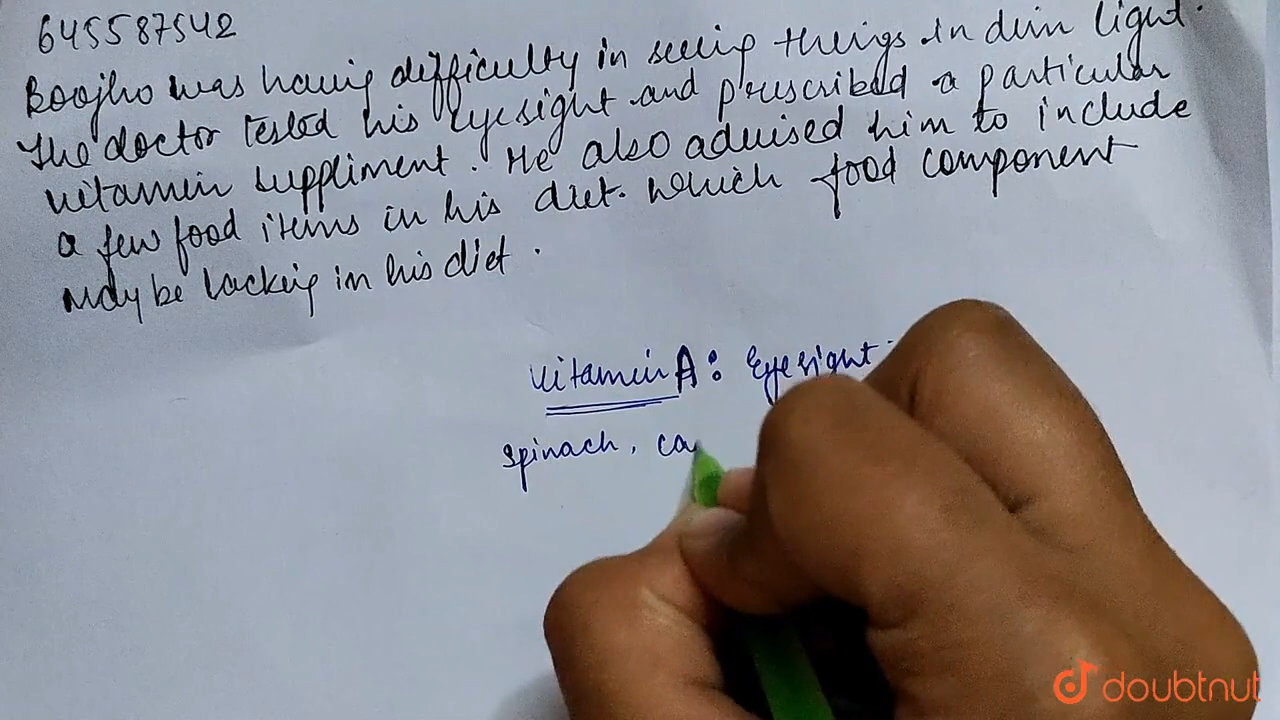 645587542
Boojho was having difficulty in seeing things in dim light.
The doctor tested his eyesight and prescribed a particular
vitamin suppliment. He also advised him to include
a few food items in his diet. which food component
may be lacking in his diet.
Vitamin A: Eyesight.
spinach, ca
doubtnut